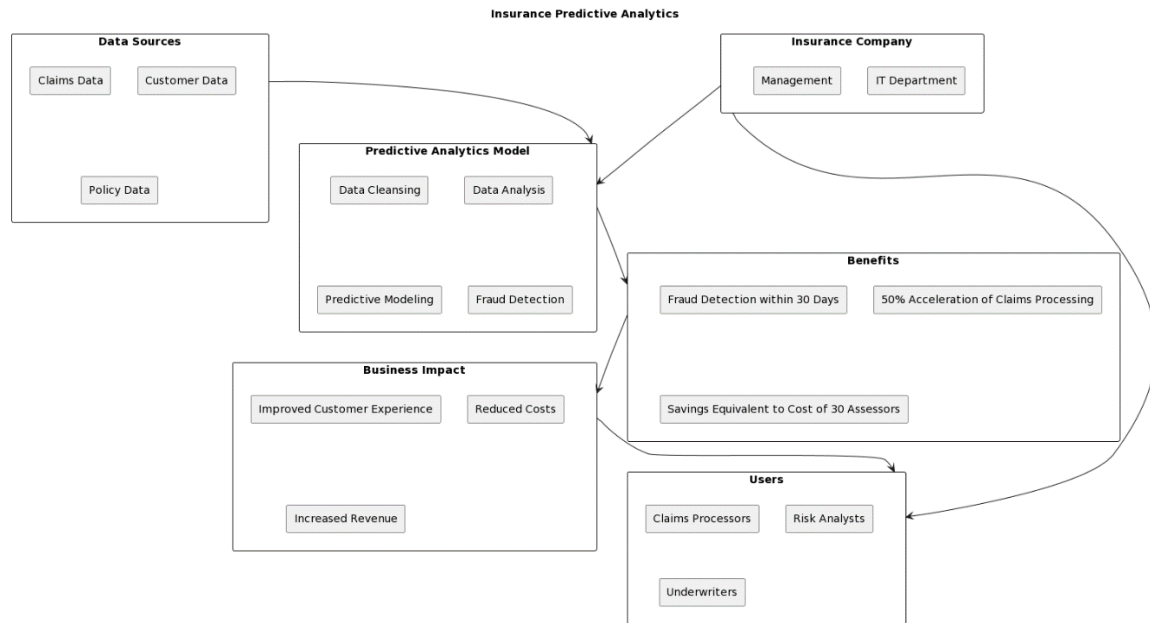 Insurance Predictive Analytics
Data Sources
Claims Data
Customer Data
Policy Data
Insurance Company
Management
IT Department
Predictive Analytics Model
Data Cleansing
Data Analysis
Predictive Modeling
Fraud Detection
Benefits
Fraud Detection within 30 Days
50% Acceleration of Claims Processing
Savings Equivalent to Cost of 30 Assessors
Business Impact
Improved Customer Experience
Reduced Costs
Increased Revenue
Users
Claims Processors
Risk Analysts
Underwriters